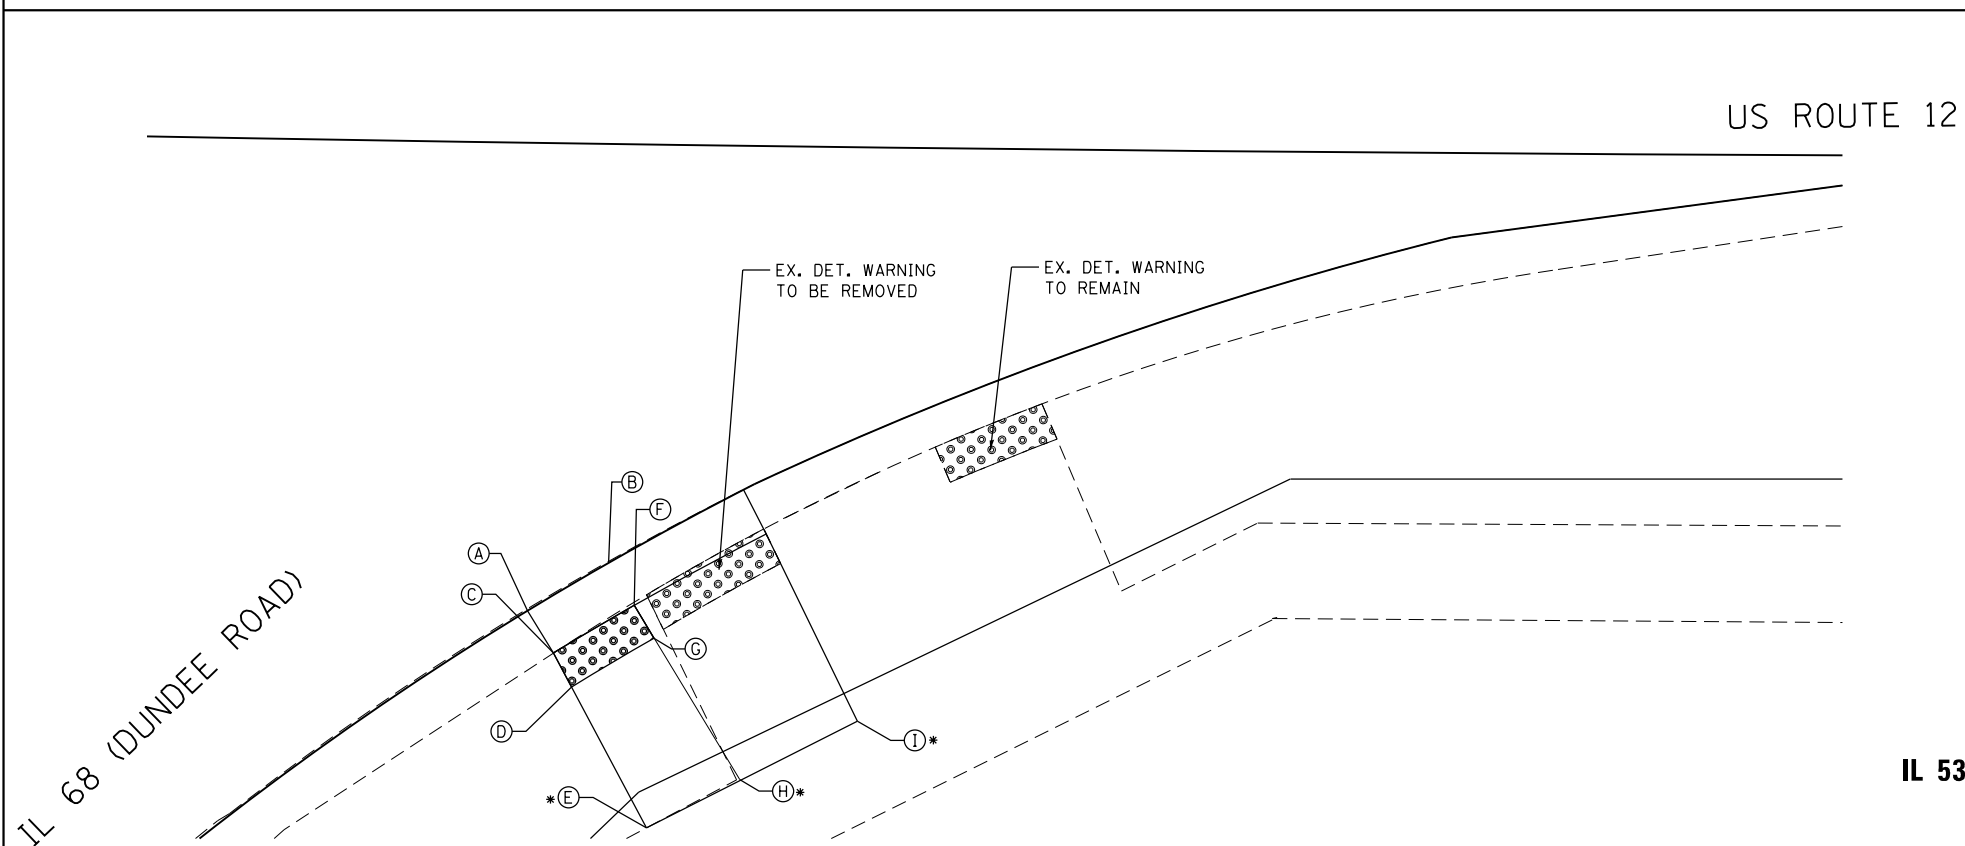 US ROUTE 12
EX. DET. WARNING
TO BE REMOVED
EX. DET. WARNING
TO REMAIN
B
F
A
C
G
D
I*
*E
H*
IL 68 (DUNDEE ROAD)
IL 53